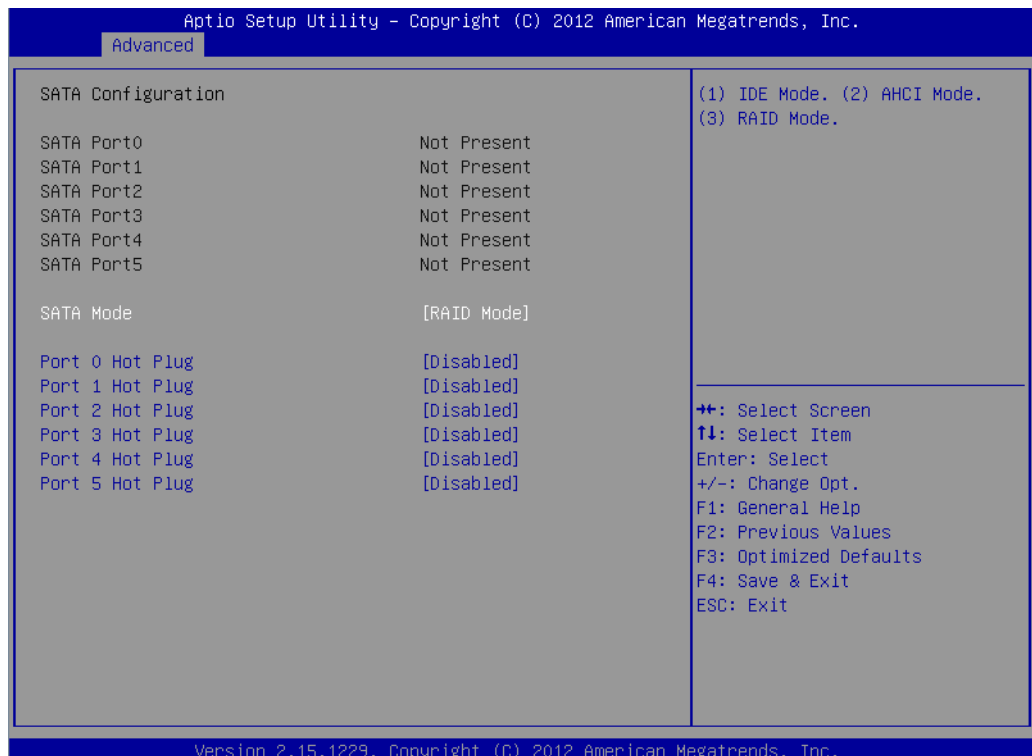 Aptio Setup Utility – Copyright (C) 2012 American Megatrends, Inc.
Advanced
SATA Configuration
SATA Port0 Not Present
SATA Port1 Not Present
SATA Port2 Not Present
SATA Port3 Not Present
SATA Port4 Not Present
SATA Port5 Not Present
SATA Mode [RAID Mode]
Port 0 Hot Plug [Disabled]
Port 1 Hot Plug [Disabled]
Port 2 Hot Plug [Disabled]
Port 3 Hot Plug [Disabled]
Port 4 Hot Plug [Disabled]
Port 5 Hot Plug [Disabled]
(1) IDE Mode. (2) AHCI Mode.
(3) RAID Mode.
→←: Select Screen
↑↓: Select Item
Enter: Select
+/-: Change Opt.
F1: General Help
F2: Previous Values
F3: Optimized Defaults
F4: Save & Exit
ESC: Exit
Version 2.15.1229. Copyright (C) 2012 American Megatrends, Inc.